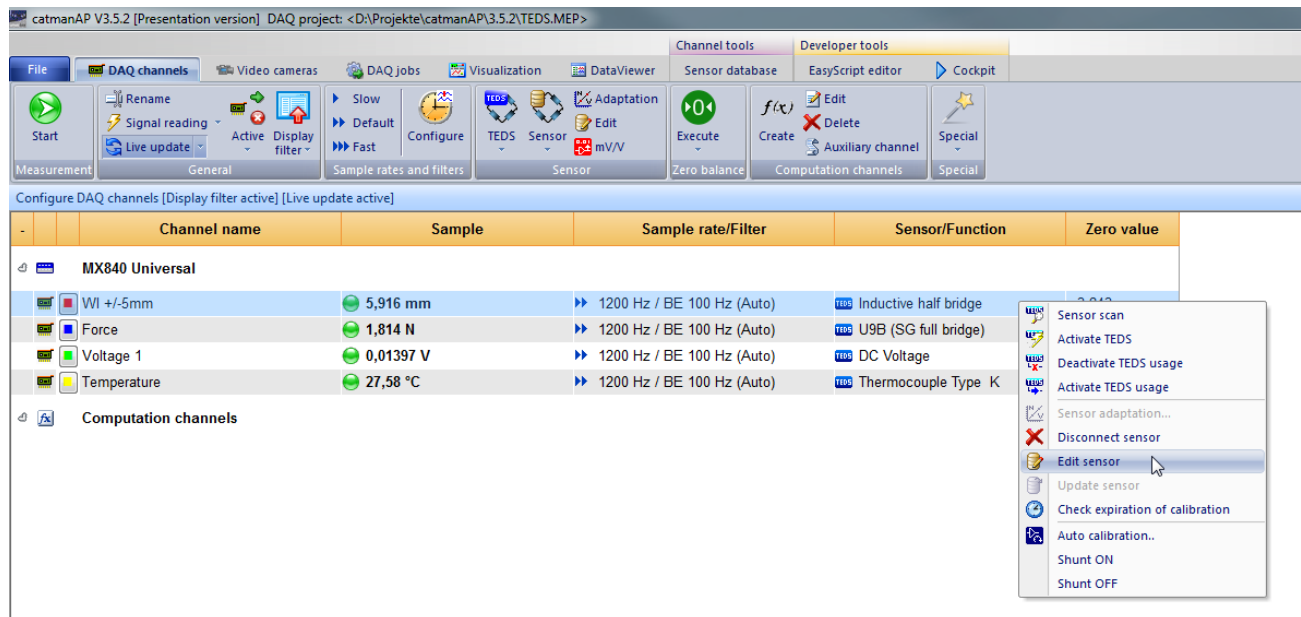 catmanAP V3.5.2 [Presentation version] DAQ project: <D:\Projekte\catmanAP\3.5.2\TEDS.MEP>
Channel tools Developer tools
File DAQ channels Video cameras DAQ jobs Visualization DataViewer Sensor database EasyScript editor Cockpit
Start
Rename
Signal reading
Live update
Active
Display filter
Slow
Default
Fast
Configure
TEDS
TEDS
Sensor
Adaptation
Edit
mV/V
Execute
f(x)
Create
Edit
Delete
Auxiliary channel
Special
Measurement General Sample rates and filters Sensor Zero balance Computation channels Special
Configure DAQ channels [Display filter active] [Live update active]
- Channel name Sample Sample rate/Filter Sensor/Function Zero value
MX840 Universal
WI +/-5mm 5,916 mm 1200 Hz / BE 100 Hz (Auto) TEDS Inductive half bridge
Force 1,814 N 1200 Hz / BE 100 Hz (Auto) TEDS U9B (SG full bridge)
Voltage 1 0,01397 V 1200 Hz / BE 100 Hz (Auto) TEDS DC Voltage
Temperature 27,58 °C 1200 Hz / BE 100 Hz (Auto) TEDS Thermocouple Type K
fx Computation channels
Sensor scan
Activate TEDS
Deactivate TEDS usage
Activate TEDS usage
Sensor adaptation...
Disconnect sensor
Edit sensor
Update sensor
Check expiration of calibration
Auto calibration..
Shunt ON
Shunt OFF